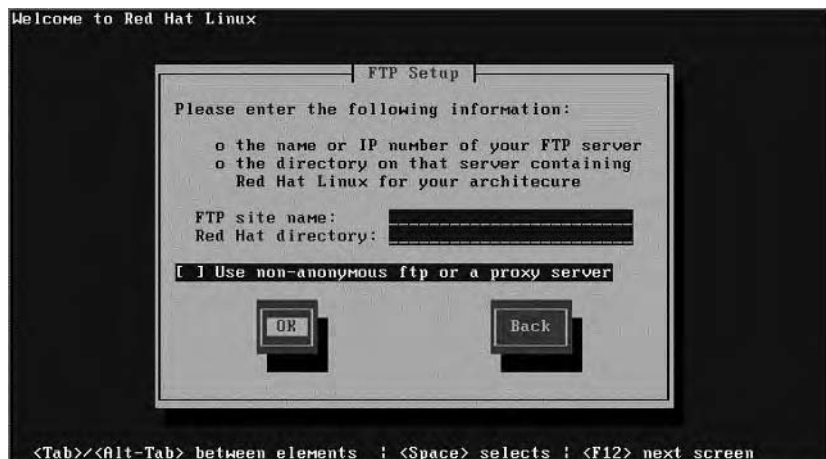 Welcome to Red Hat Linux
FTP Setup
Please enter the following information:
o the name or IP number of your FTP server
o the directory on that server containing
Red Hat Linux for your architecure
FTP site name:
Red Hat directory:
[ ] Use non-anonymous ftp or a proxy server
OK
Back
<Tab>/<Alt-Tab> between elements ¦ <Space> selects ¦ <F12> next screen